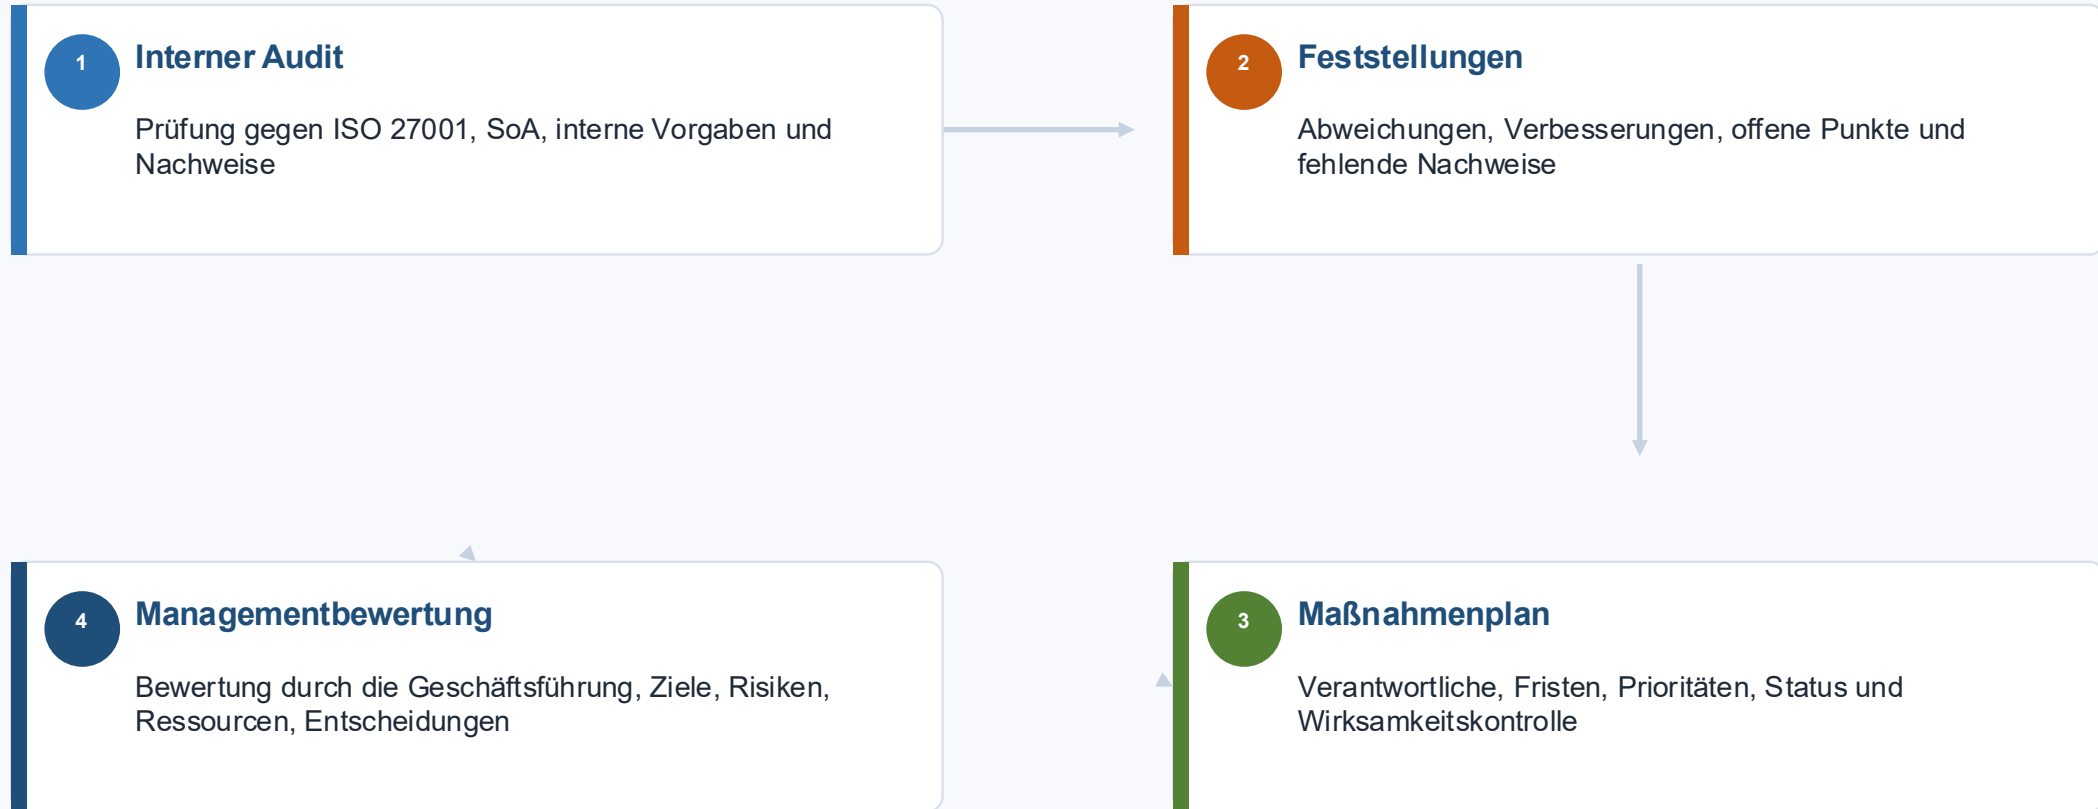 1
Interner Audit
Prüfung gegen ISO 27001, SoA, interne Vorgaben und
Nachweise
2
Feststellungen
Abweichungen, Verbesserungen, offene Punkte und
fehlende Nachweise
4
Managementbewertung
Bewertung durch die Geschäftsführung, Ziele, Risiken,
Ressourcen, Entscheidungen
3
Maßnahmenplan
Verantwortliche, Fristen, Prioritäten, Status und
Wirksamkeitskontrolle